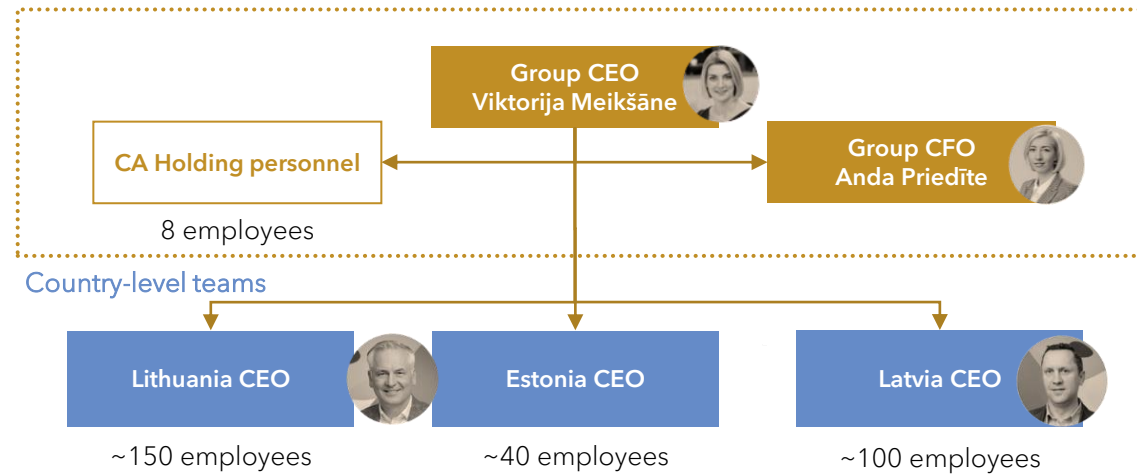 Group CEO
Viktorija Meikšāne
CA Holding personnel
Group CFO
Anda Priedīte
8 employees
Country-level teams
Lithuania CEO
Estonia CEO
Latvia CEO
~150 employees
~40 employees
~100 employees